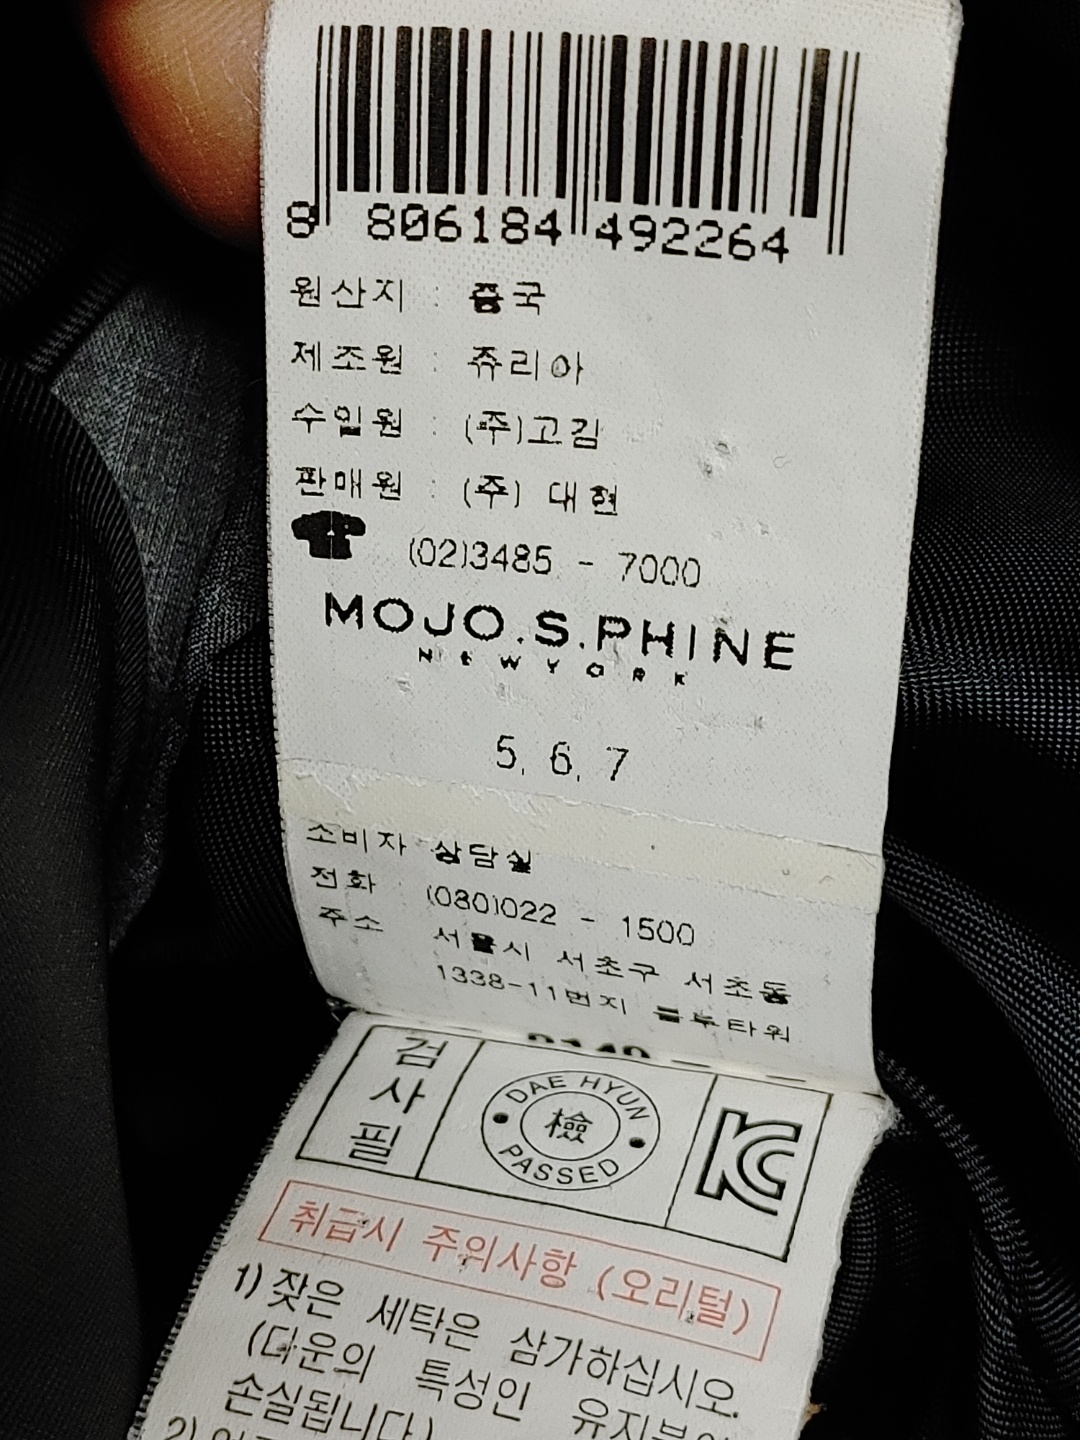 8 806184 492264
원산지 : 중국
제조원 : 쥬리아
수입원 : (주)고김
판매원 : (주) 대현
(02)3485 - 7000
MOJO.S.PHINE
NEWYORK
5, 6, 7
소비자 상담실
전화 (080)022 - 1500
주소 서울시 서초구 서초동
1338-11번지 블루타워
검사필
DAE HYUN
檢
PASSED
취급시 주의사항 (오리털)
1) 잦은 세탁은 삼가하십시오.
(다운의 특성인 유지분이
손실됩니다.)
2)